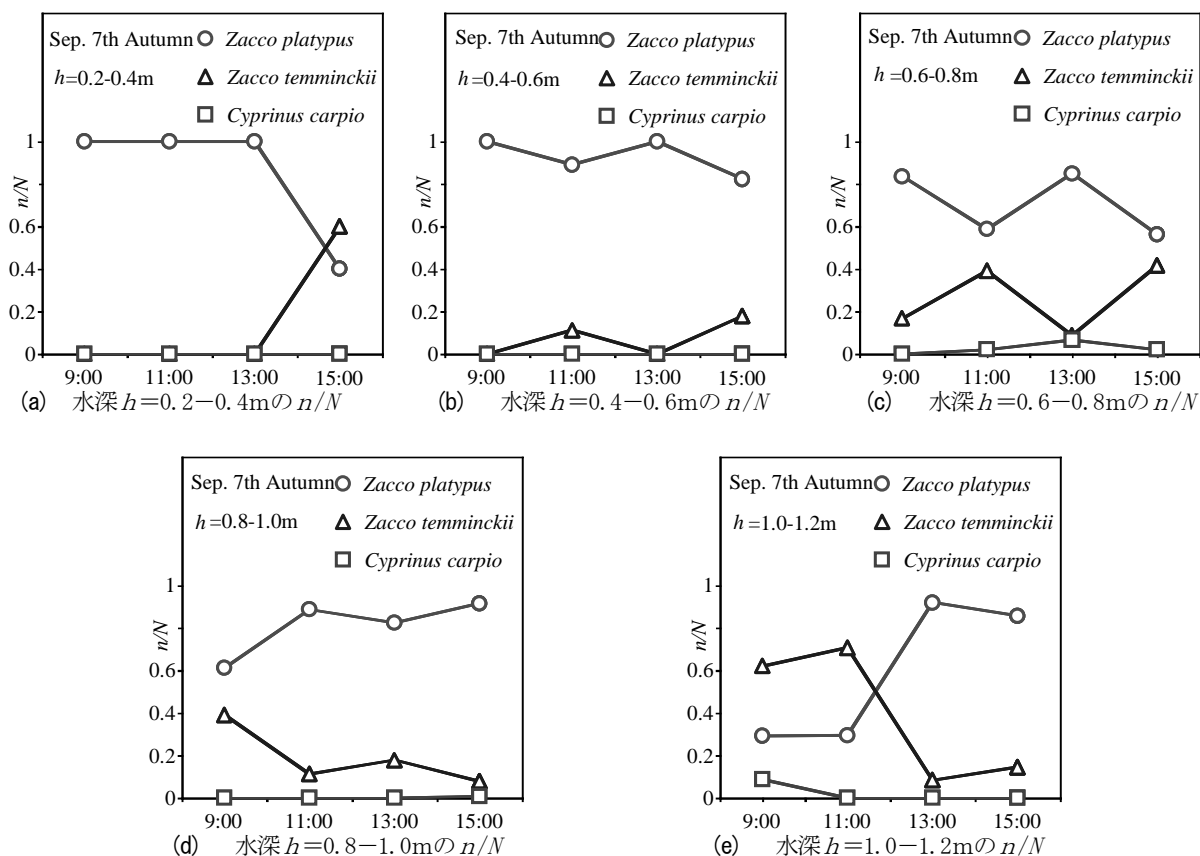 Sep. 7th Autumn
Zacco platypus
h=0.2-0.4m
Zacco temminckii
Cyprinus carpio
n/N
1
0.6
0.4
0.2
0
9:00 11:00 13:00 15:00
(a) 水深h=0.2−0.4mのn/N
Sep. 7th Autumn
Zacco platypus
h=0.4-0.6m
Zacco temminckii
Cyprinus carpio
n/N
1
0.6
0.4
0.2
0
9:00 11:00 13:00 15:00
(b) 水深h=0.4−0.6mのn/N
Sep. 7th Autumn
Zacco platypus
h=0.6-0.8m
Zacco temminckii
Cyprinus carpio
n/N
1
0.6
0.4
0.2
0
9:00 11:00 13:00 15:00
(c) 水深h=0.6−0.8mのn/N
Sep. 7th Autumn
Zacco platypus
h=0.8-1.0m
Zacco temminckii
Cyprinus carpio
n/N
1
0.6
0.4
0.2
0
9:00 11:00 13:00 15:00
(d) 水深h=0.8−1.0mのn/N
Sep. 7th Autumn
Zacco platypus
h=1.0-1.2m
Zacco temminckii
Cyprinus carpio
n/N
1
0.6
0.4
0.2
0
9:00 11:00 13:00 15:00
(e) 水深h=1.0−1.2mのn/N